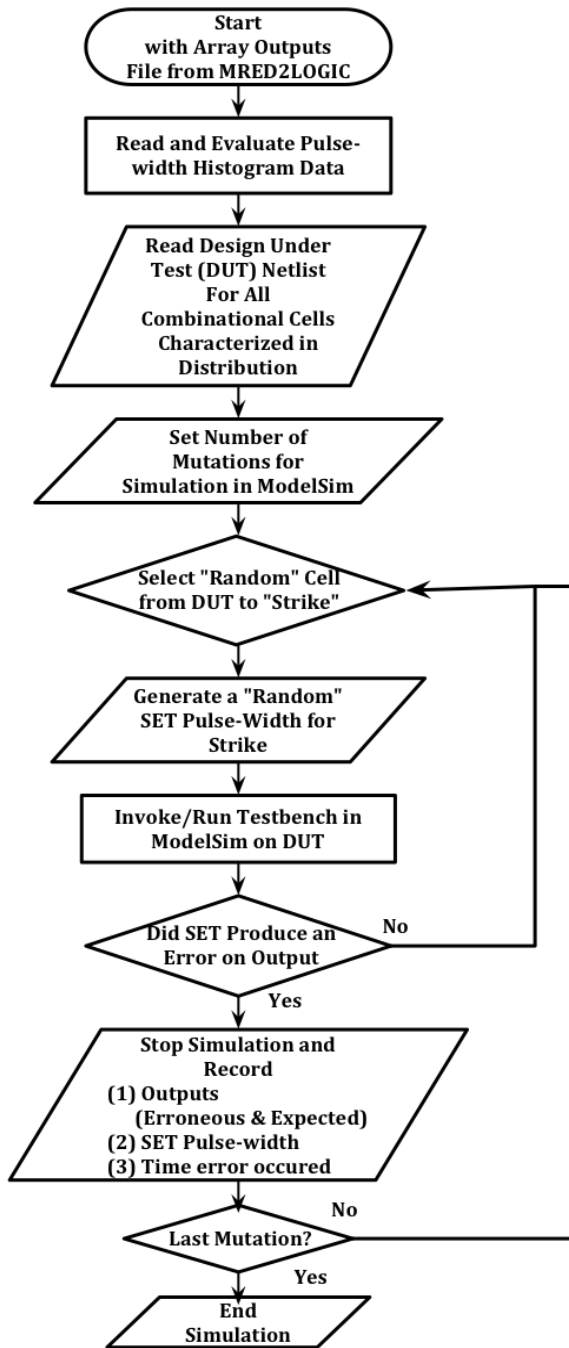 Start
with Array Outputs
File from MRED2LOGIC
Read and Evaluate Pulse-
width Histogram Data
Read Design Under
Test (DUT) Netlist
For All
Combinational Cells
Characterized in
Distribution
Set Number of
Mutations for
Simulation in ModelSim
Select "Random" Cell
from DUT to "Strike"
Generate a "Random"
SET Pulse-Width for
Strike
Invoke/Run Testbench in
ModelSim on DUT
Did SET Produce an
Error on Output
No
Yes
Stop Simulation and
Record
(1) Outputs
(Erroneous & Expected)
(2) SET Pulse-width
(3) Time error occured
Last Mutation?
No
Yes
End
Simulation